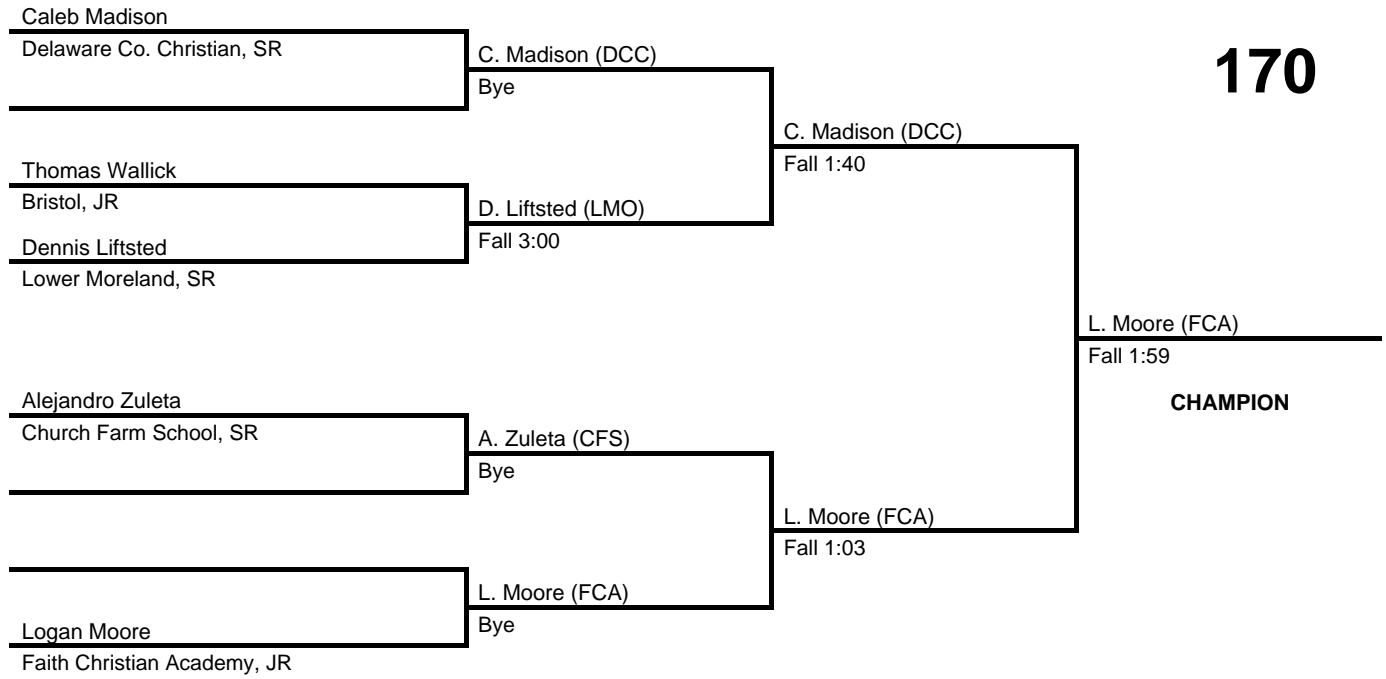 Caleb Madison
Delaware Co. Christian, SR
C. Madison (DCC)
Bye
170
C. Madison (DCC)
Fall 1:40
Thomas Wallick
Bristol, JR
D. Liftsted (LMO)
Fall 3:00
Dennis Liftsted
Lower Moreland, SR
L. Moore (FCA)
Fall 1:59
CHAMPION
Alejandro Zuleta
Church Farm School, SR
A. Zuleta (CFS)
Bye
L. Moore (FCA)
Fall 1:03
L. Moore (FCA)
Bye
Logan Moore
Faith Christian Academy, JR